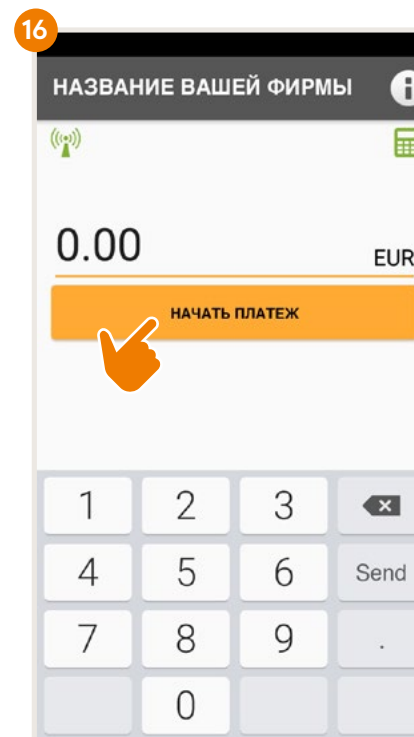 16
НАЗВАНИЕ ВАШЕЙ ФИРМЫ
0.00 EUR
НАЧАТЬ ПЛАТЕЖ
1 2 3
4 5 6 Send
7 8 9 .
0